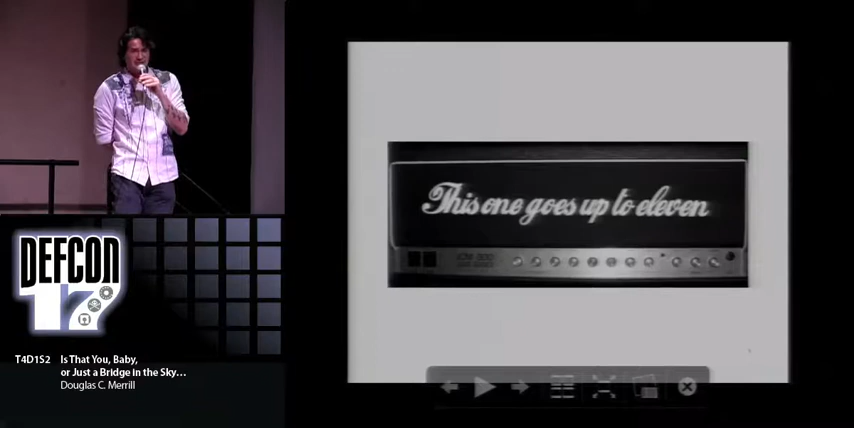 This one goes up to eleven
DEFCON
17
T4D1S2 Is That You, Baby,
or Just a Bridge in the Sky...
Douglas C. Merrill